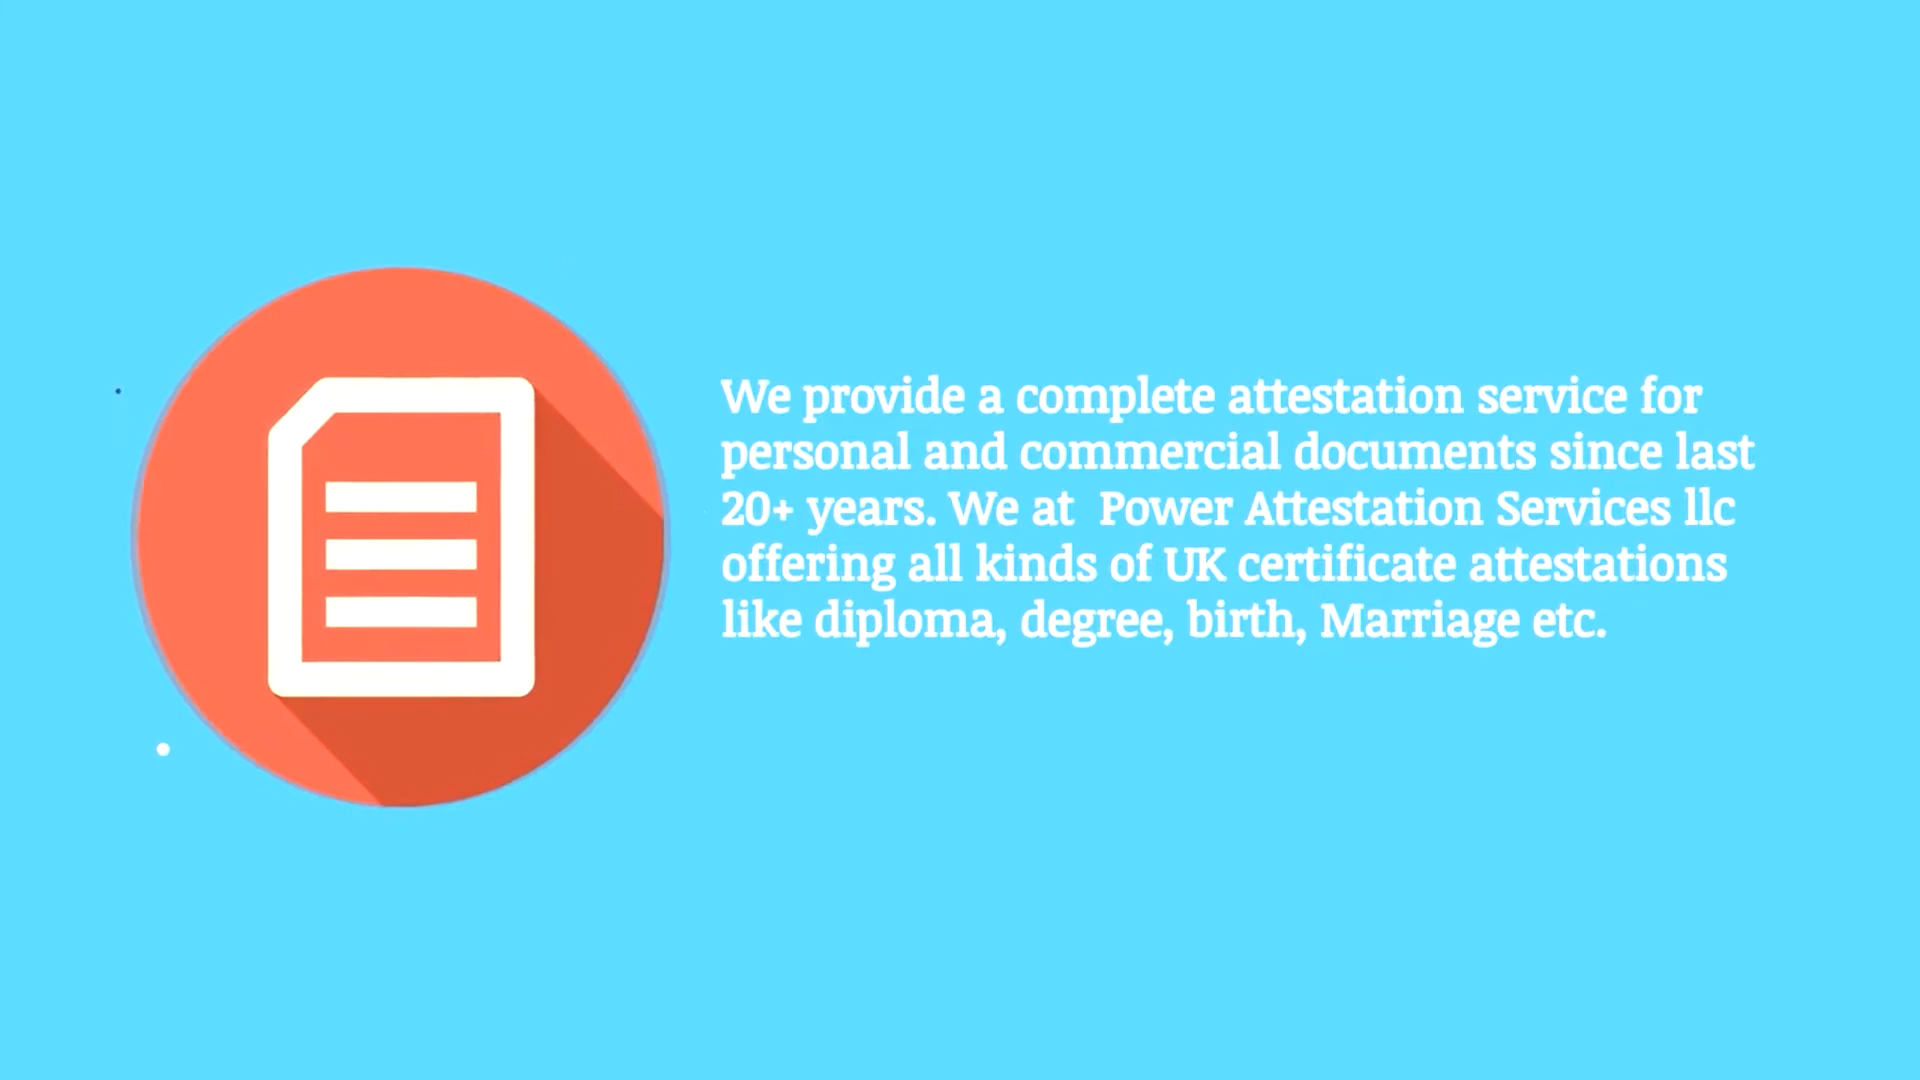 We provide a complete attestation service for
personal and commercial documents since last
20+ years. We at  Power Attestation Services llc
offering all kinds of UK certificate attestations
like diploma, degree, birth, Marriage etc.